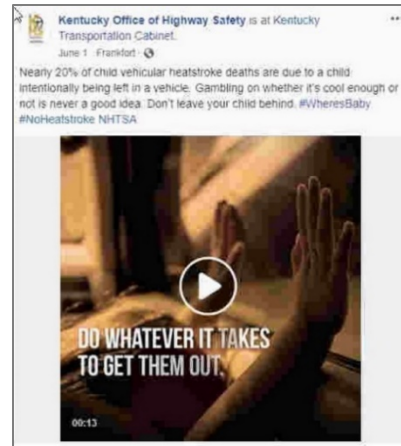 Kentucky Office of Highway Safety is at Kentucky
Transportation Cabinet.
June 1 · Frankfort ·
Nearly 20% of child vehicular heatstroke deaths are due to a child
intentionally being left in a vehicle. Gambling on whether it's cool enough or
not is never a good idea. Don't leave your child behind. #WheresBaby
#NoHeatstroke NHTSA
DO WHATEVER IT TAKES
TO GET THEM OUT.
00:13